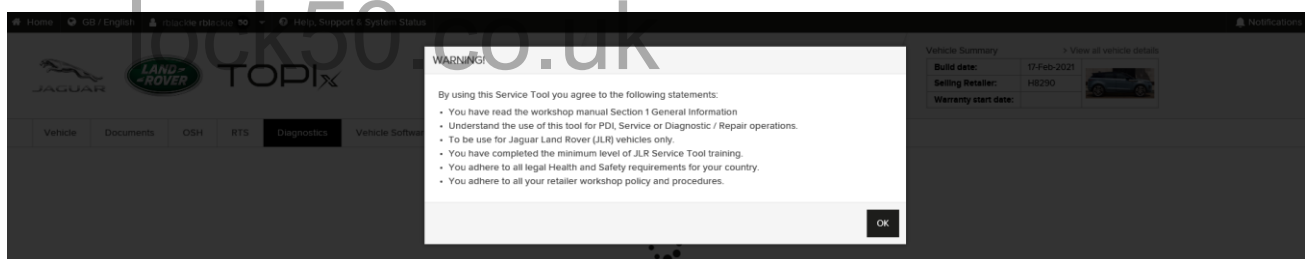 Home GB / English rblackie rblackie 50 Help, Support & System Status Notifications
lock50.co.uk
JAGUAR
LAND-
-ROVER
TOPIx
WARNING!
By using this Service Tool you agree to the following statements:
• You have read the workshop manual Section 1 General Information
• Understand the use of this tool for PDI, Service or Diagnostic / Repair operations.
• To be use for Jaguar Land Rover (JLR) vehicles only.
• You have completed the minimum level of JLR Service Tool training.
• You adhere to all legal Health and Safety requirements for your country.
• You adhere to all your retailer workshop policy and procedures.
OK
Vehicle Summery > View all vehicle details
Build date: 17-Feb-2021
Selling Retailer: H8290
Warranty start date:
Vehicle Documents OSH RTS Diagnostics Vehicle Softwar